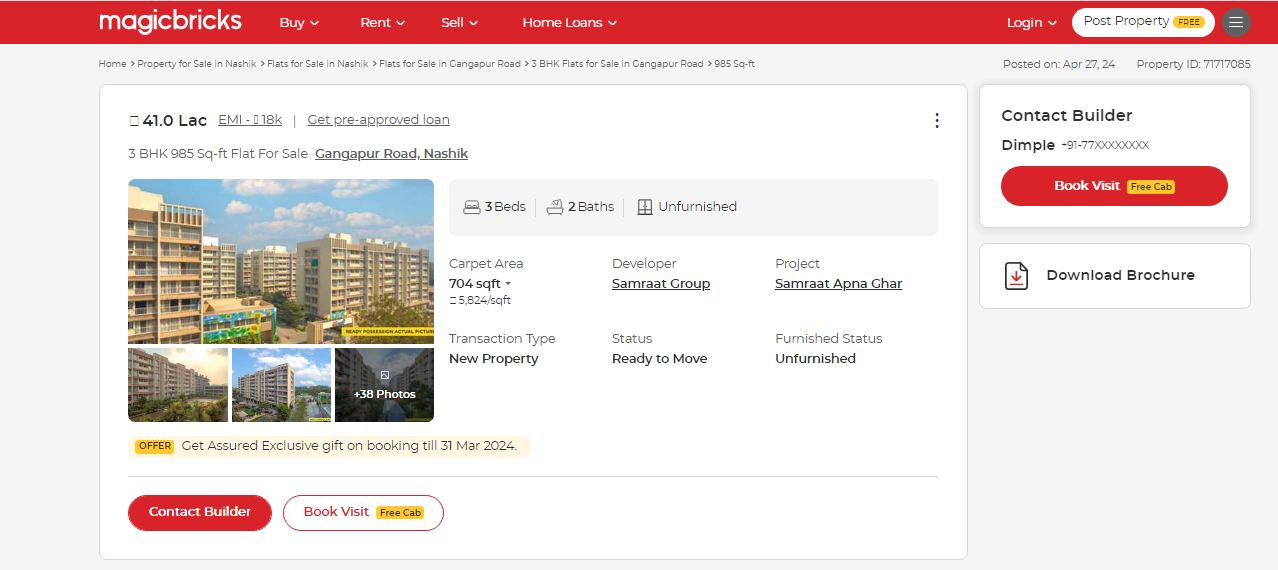 magicbricks Buy Rent Sell Home Loans Login Post Property FREE
Home > Property for Sale in Nashik > Flats for Sale in Nashik > Flats for Sale in Gangapur Road > 3 BHK Flats for Sale in Gangapur Road > 985 Sq-ft Posted on: Apr 27, 24 Property ID: 71717085
41.0 Lac EMI - 18k | Get pre-approved loan
3 BHK 985 Sq-ft Flat For Sale Gangapur Road, Nashik
3 Beds 2 Baths Unfurnished
Carpet Area Developer Project
704 sqft Samraat Group Samraat Apna Ghar
5,824/sqft
READY POSSESSION ACTUAL PICTURE
Transaction Type Status Furnished Status
New Property Ready to Move Unfurnished
+38 Photos
OFFER Get Assured Exclusive gift on booking till 31 Mar 2024.
Contact Builder Book Visit Free Cab
Contact Builder
Dimple +91-77XXXXXXXX
Book Visit Free Cab
Download Brochure